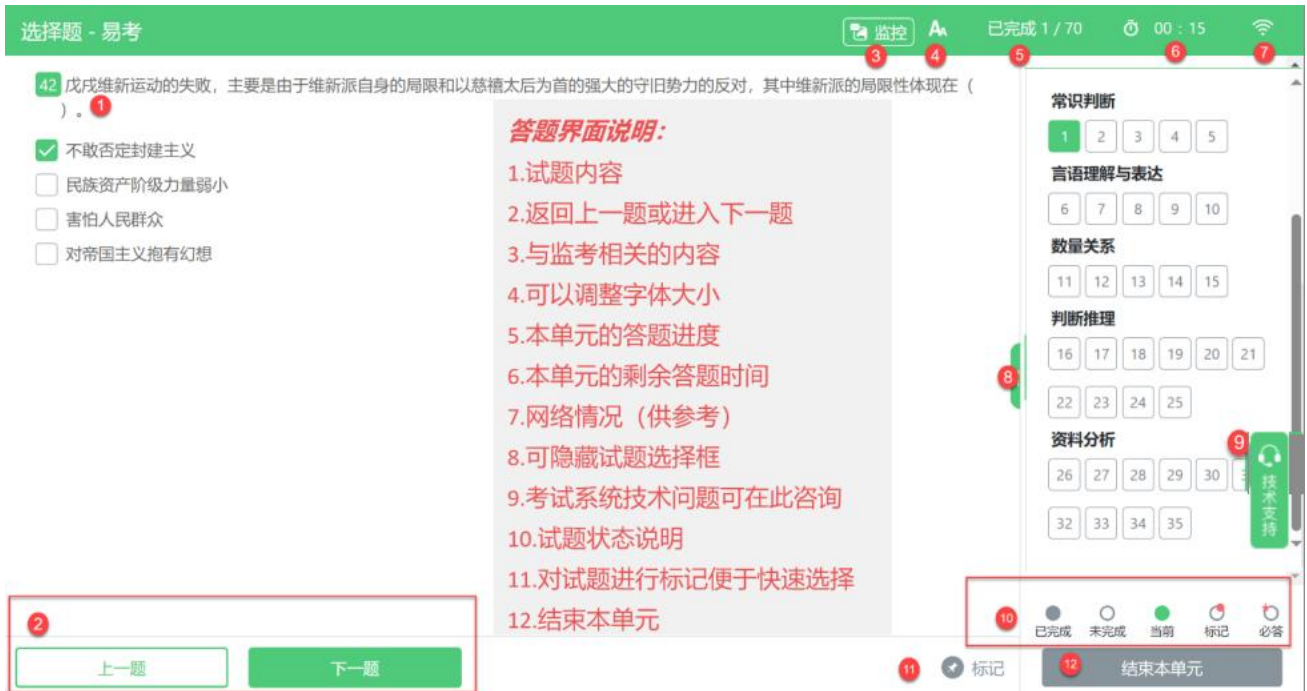 选择题 - 易考
监控
AA
已完成 1 / 70
00 : 15
3
4
5
6
7
42 戊戌维新运动的失败，主要是由于维新派自身的局限和以慈禧太后为首的强大的守旧势力的反对，其中维新派的局限性体现在（
）。
1
不敢否定封建主义
民族资产阶级力量弱小
害怕人民群众
对帝国主义抱有幻想
答题界面说明：
1.试题内容
2.返回上一题或进入下一题
3.与监考相关的内容
4.可以调整字体大小
5.本单元的答题进度
6.本单元的剩余答题时间
7.网络情况（供参考）
8.可隐藏试题选择框
9.考试系统技术问题可在此咨询
10.试题状态说明
11.对试题进行标记便于快速选择
12.结束本单元
常识判断
1 2 3 4 5
言语理解与表达
6 7 8 9 10
数量关系
11 12 13 14 15
判断推理
16 17 18 19 20 21
8
22 23 24 25
资料分析
9
26 27 28 29 30
技术支持
32 33 34 35
10
已完成 未完成 当前 标记 必答
2
上一题
下一题
11
标记
12
结束本单元